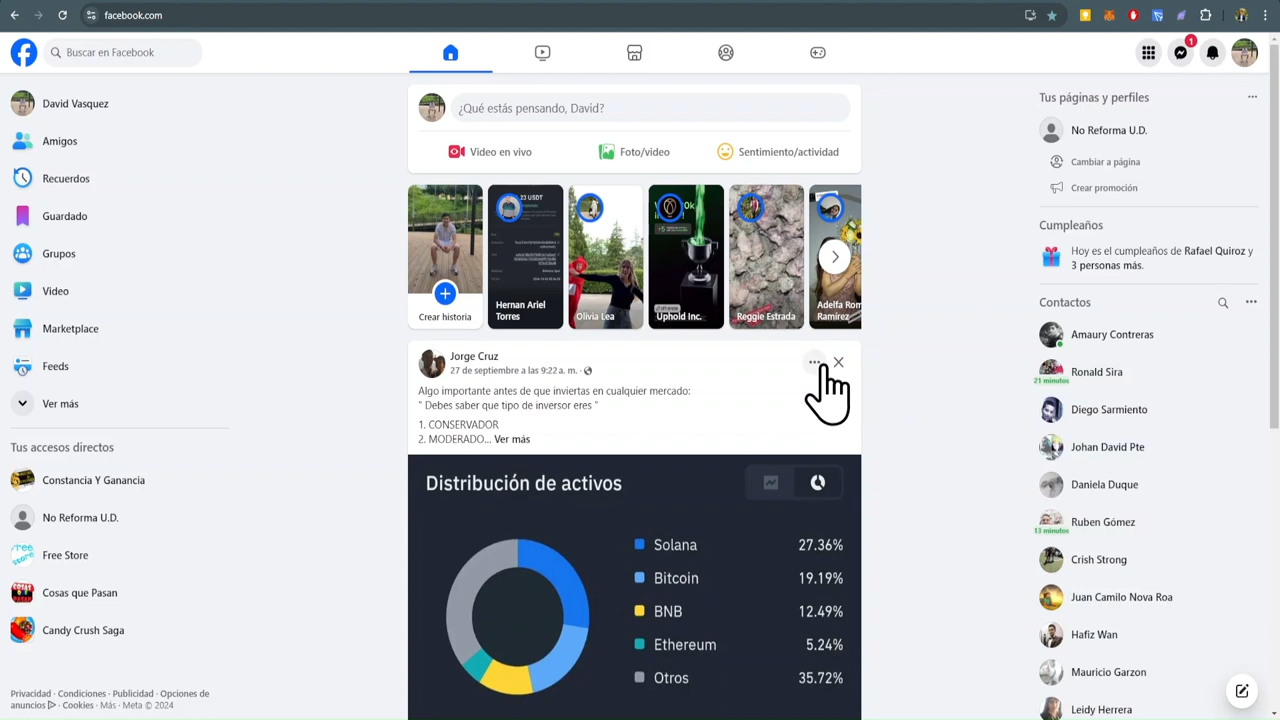 facebook.com
Buscar en Facebook
1
David Vasquez
Amigos
Recuerdos
Guardado
Grupos
Video
Marketplace
Feeds
Ver más
Tus accesos directos
Constancia Y Ganancia
No Reforma U.D.
Free Store
Cosas que Pasan
Candy Crush Saga
Privacidad · Condiciones · Publicidad · Opciones de
anuncios · Cookies · Más · Meta © 2024
¿Qué estás pensando, David?
Video en vivo
Foto/video
Sentimiento/actividad
Crear historia
23 USDT
Hernan Ariel
Torres
Olivia Lea
Uphold Inc.
Reggie Estrada
Adelfa Rom
Ramírez
Jorge Cruz
27 de septiembre a las 9:22 a. m. ·
Algo importante antes de que inviertas en cualquier mercado:
" Debes saber que tipo de inversor eres "
1. CONSERVADOR
2. MODERADO... Ver más
Distribución de activos
Solana 27.36%
Bitcoin 19.19%
BNB 12.49%
Ethereum 5.24%
Otros 35.72%
Tus páginas y perfiles
No Reforma U.D.
Cambiar a página
Crear promoción
Cumpleaños
Hoy es el cumpleaños de Rafael Quiroz y
3 personas más.
Contactos
Amaury Contreras
Ronald Sira
21 minutos
Diego Sarmiento
Johan David Pte
Daniela Duque
Ruben Gómez
13 minutos
Crish Strong
Juan Camilo Nova Roa
Hafiz Wan
Mauricio Garzon
Leidy Herrera